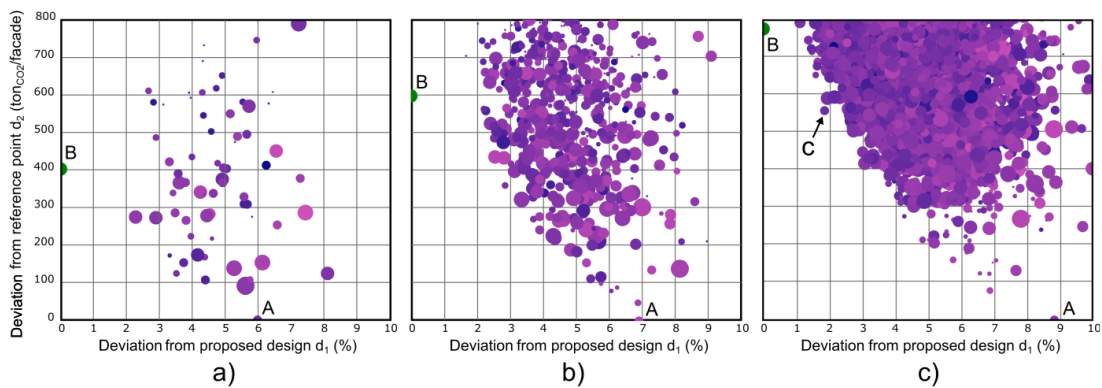 Deviation from reference point d2 (tonCO2/facade)
800
700
600
500
400
300
200
100
0
B
A
0 1 2 3 4 5 6 7 8 9 10
Deviation from proposed design d1 (%)
a)
B
A
0 1 2 3 4 5 6 7 8 9 10
Deviation from proposed design d1 (%)
b)
B
C
A
0 1 2 3 4 5 6 7 8 9 10
Deviation from proposed design d1 (%)
c)